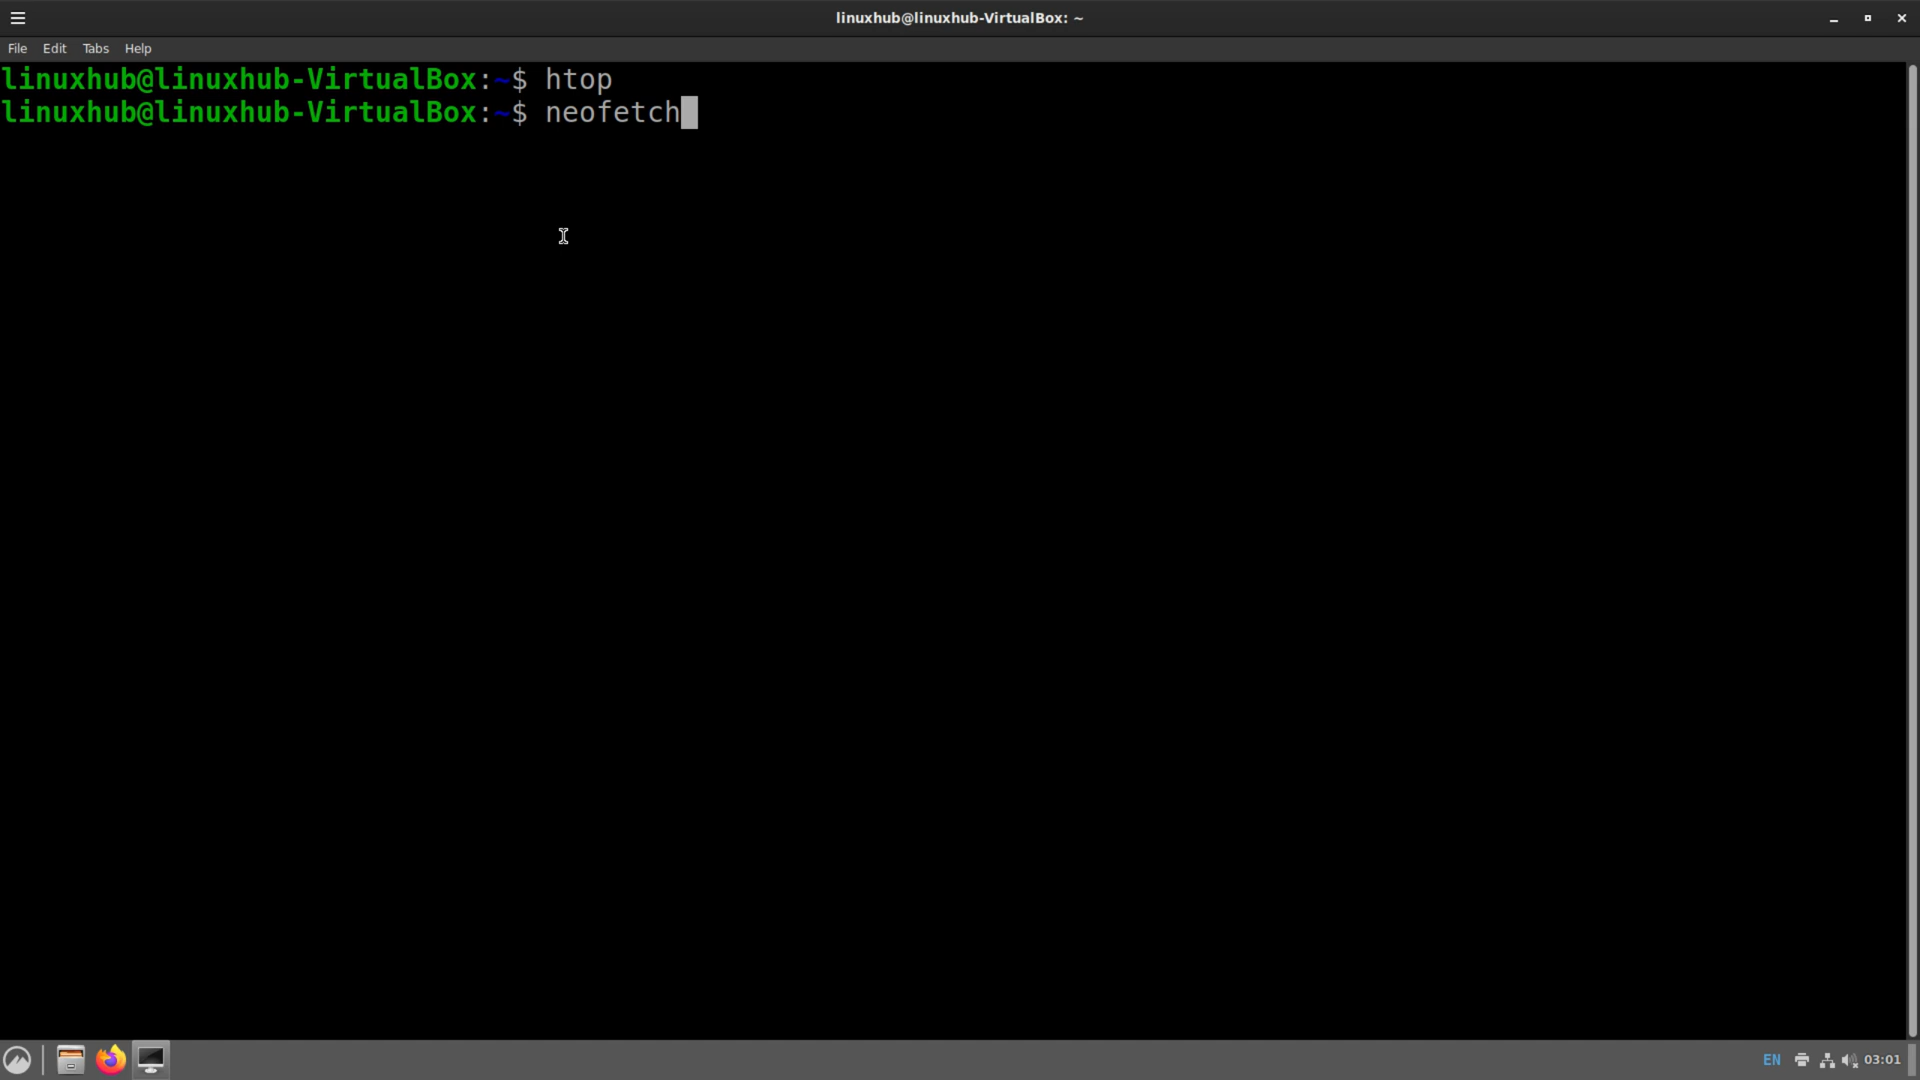 linuxhub@linuxhub-VirtualBox: ~
File Edit Tabs Help
linuxhub@linuxhub-VirtualBox:~$ htop
linuxhub@linuxhub-VirtualBox:~$ neofetch
EN 03:01